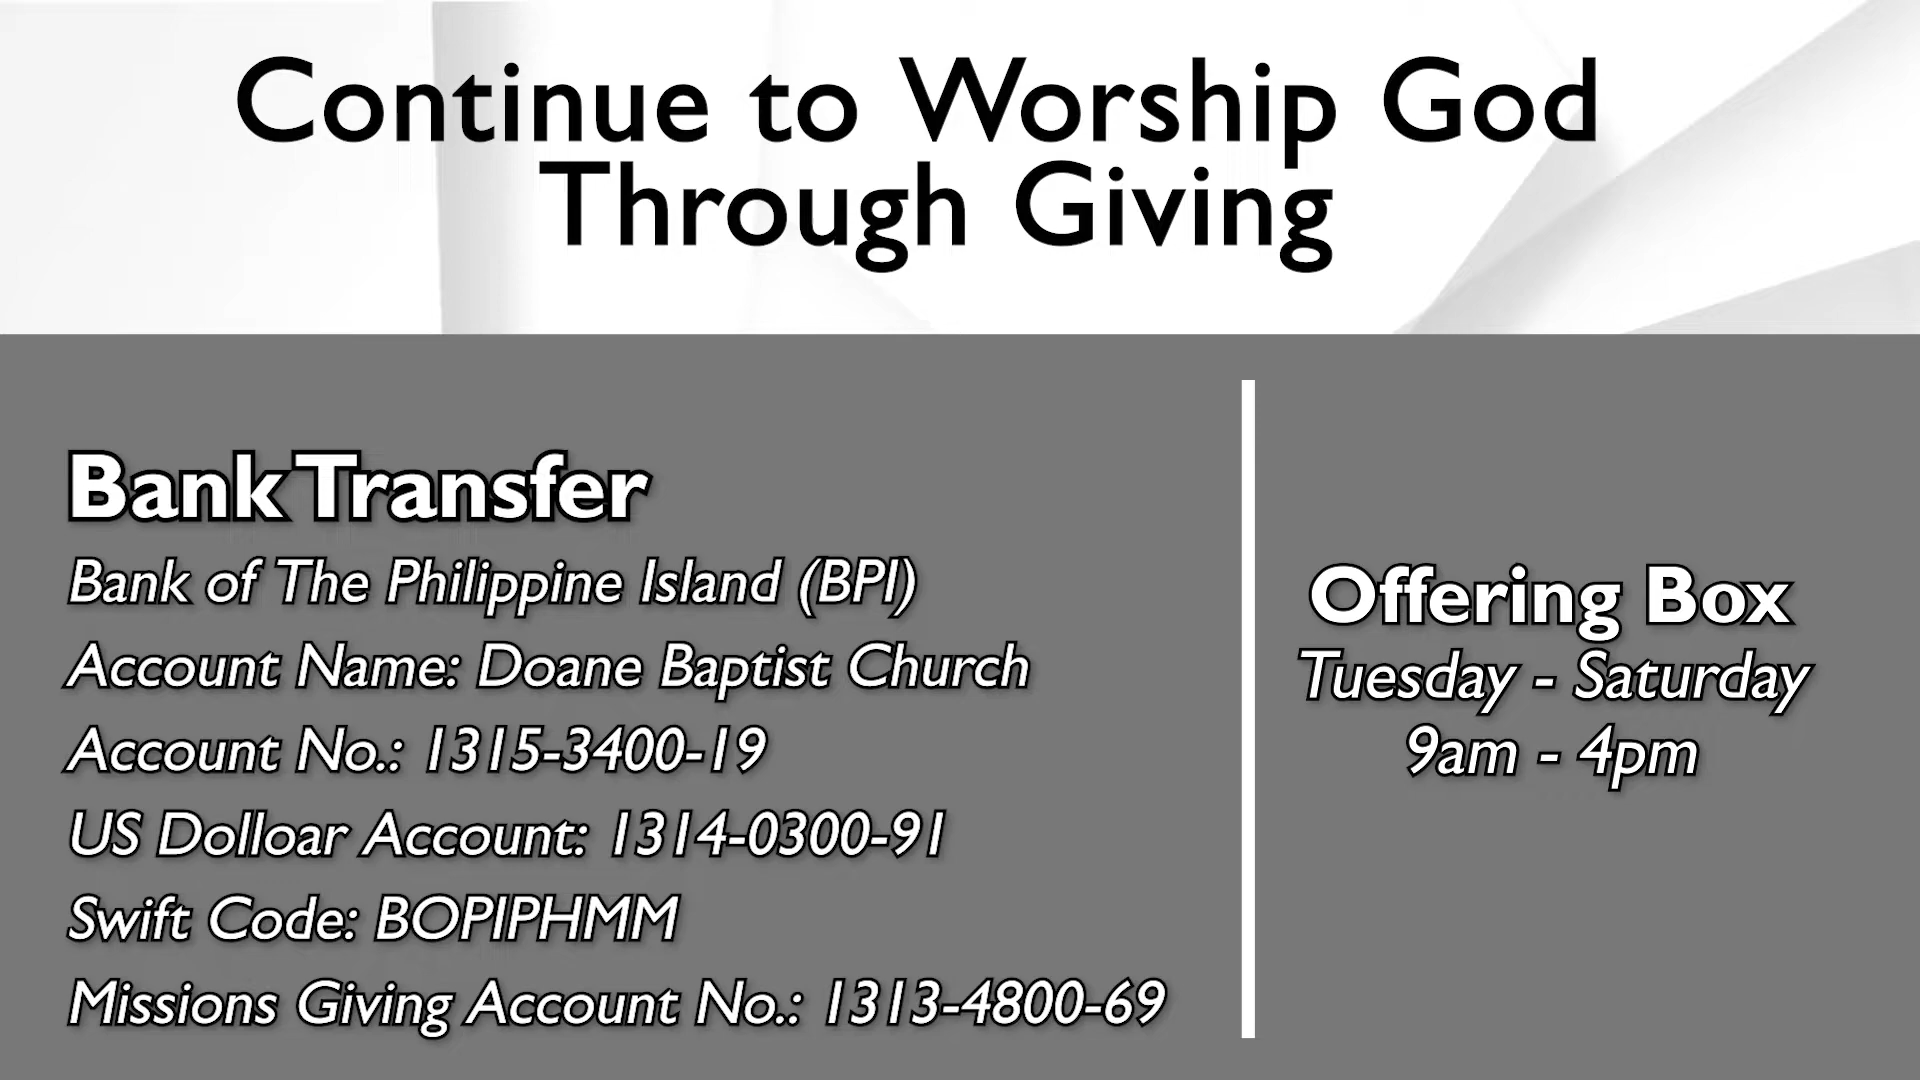 Continue to Worship God
Through Giving
Bank Transfer
Bank of The Philippine Island (BPI)
Account Name: Doane Baptist Church
Account No.: 1315-3400-19
US Dolloar Account: 1314-0300-91
Swift Code: BOPIPHMM
Missions Giving Account No.: 1313-4800-69
Offering Box
Tuesday - Saturday
9am - 4pm